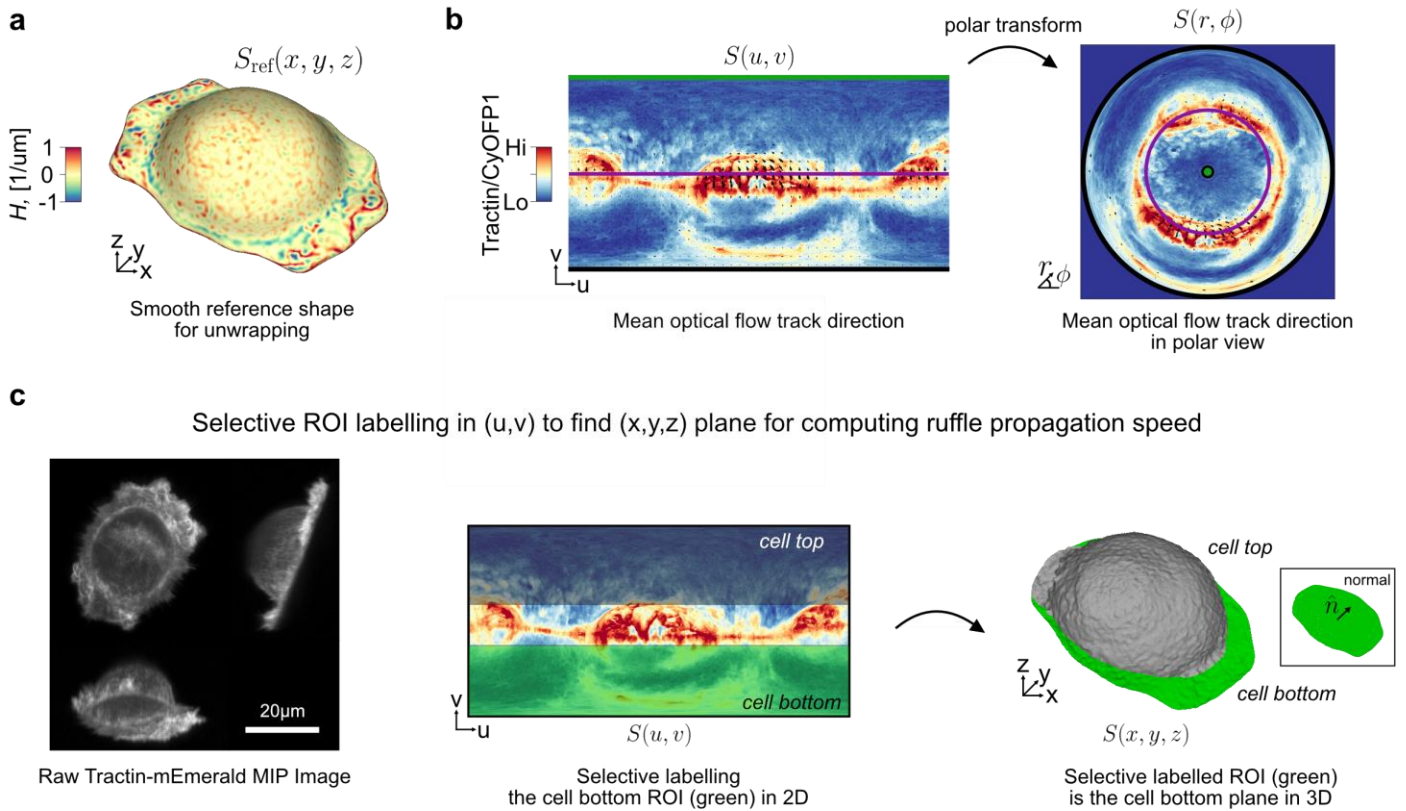 a
S_ref(x, y, z)
H, [1/um]
1
0
-1
z
y
x
Smooth reference shape
for unwrapping
b
polar transform
S(u, v)
S(r, ϕ)
Tractin/CyOFP1
Hi
Lo
v
u
r
ϕ
Mean optical flow track direction
Mean optical flow track direction
in polar view
c
Selective ROI labelling in (u,v) to find (x,y,z) plane for computing ruffle propagation speed
20µm
Raw Tractin-mEmerald MIP Image
cell top
cell bottom
v
u
S(u, v)
Selective labelling
the cell bottom ROI (green) in 2D
cell top
normal
n̂
cell bottom
z
y
x
S(x, y, z)
Selective labelled ROI (green)
is the cell bottom plane in 3D